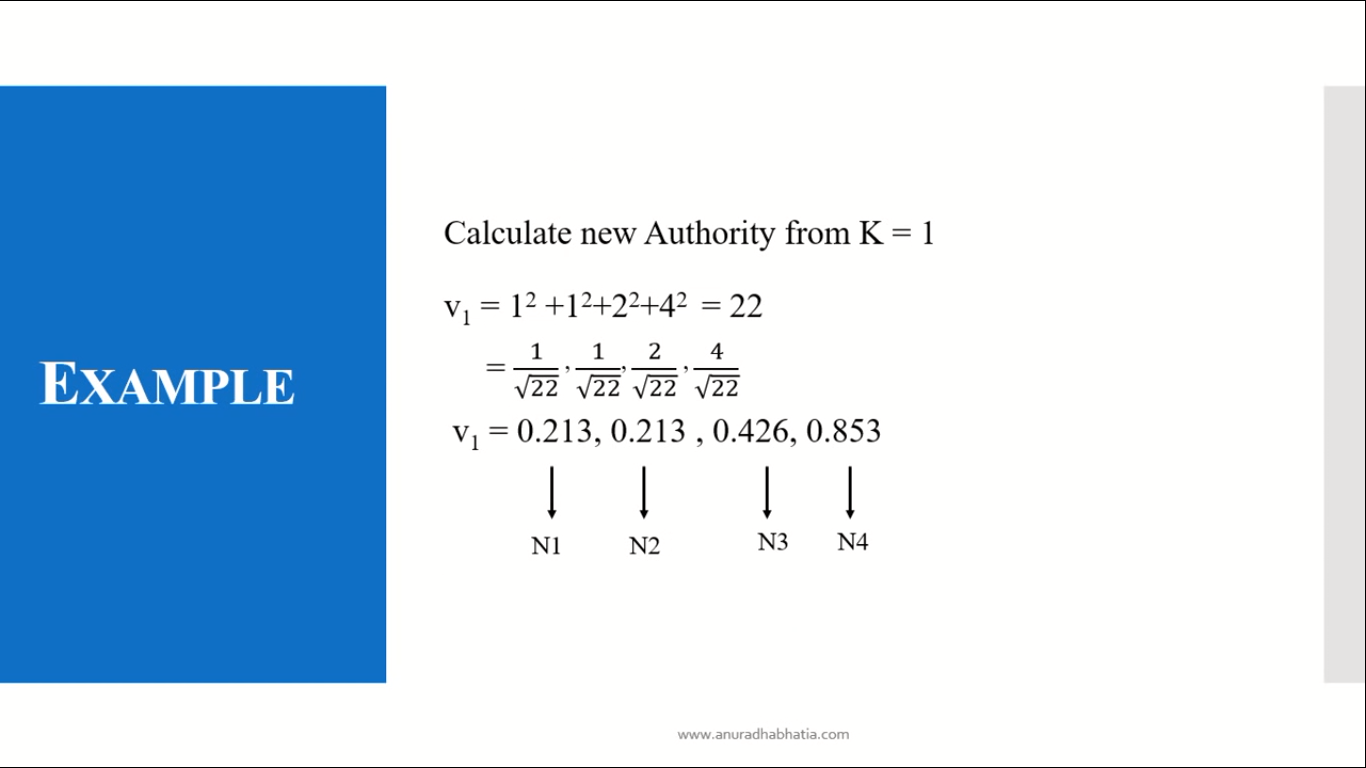 EXAMPLE
Calculate new Authority from K = 1
v₁ = 1² +1²+2²+4² = 22
= 1/√22 , 1/√22 , 2/√22 , 4/√22
v₁ = 0.213, 0.213 , 0.426, 0.853
N1 N2 N3 N4
www.anuradhabhatia.com